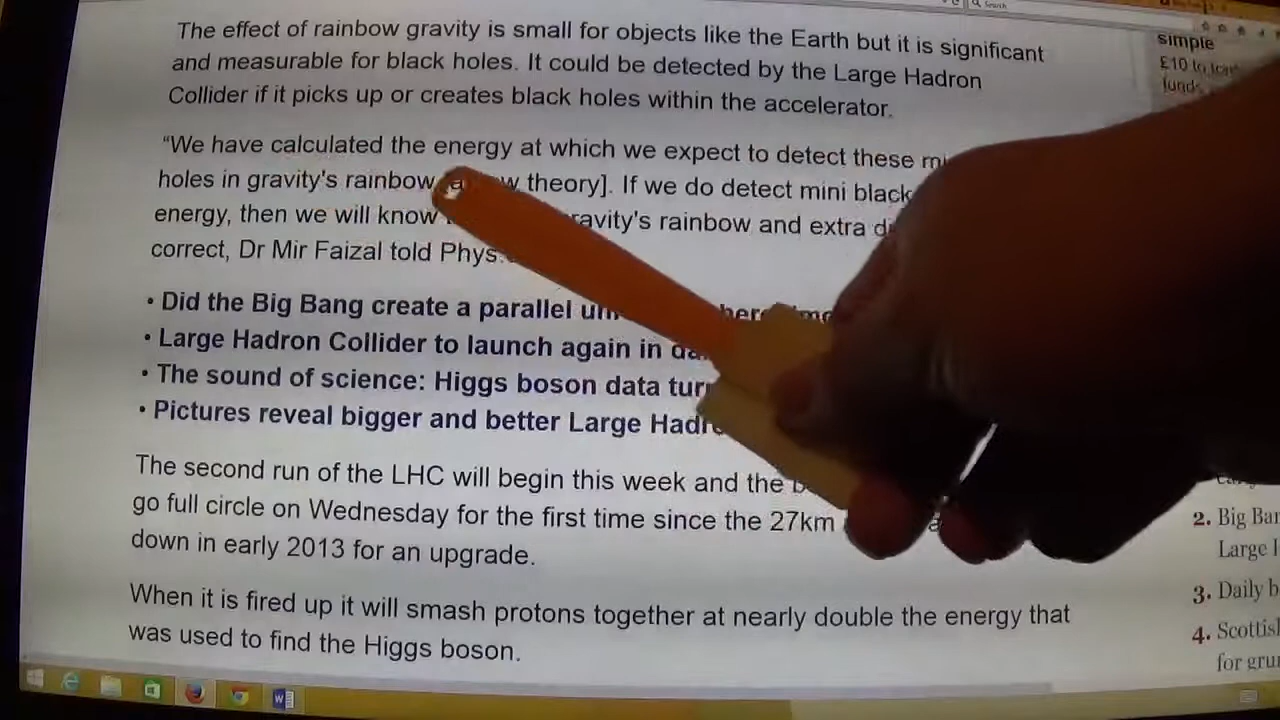 Search
The effect of rainbow gravity is small for objects like the Earth but it is significant
and measurable for black holes. It could be detected by the Large Hadron
Collider if it picks up or creates black holes within the accelerator.
“We have calculated the energy at which we expect to detect these
holes in gravity's rainbow theory]. If we do detect mini black
energy, then we will know gravity's rainbow and extra
correct, Dr Mir Faizal told Phys.
• Did the Big Bang create a parallel
• Large Hadron Collider to launch again in
• The sound of science: Higgs boson data
• Pictures reveal bigger and better Large
The second run of the LHC will begin this week and the
go full circle on Wednesday for the first time since the 27km
down in early 2013 for an upgrade.
When it is fired up it will smash protons together at nearly double the energy that
was used to find the Higgs boson.
simple
£10 to
funds
2. Big
Large
3. Daily
4.
for